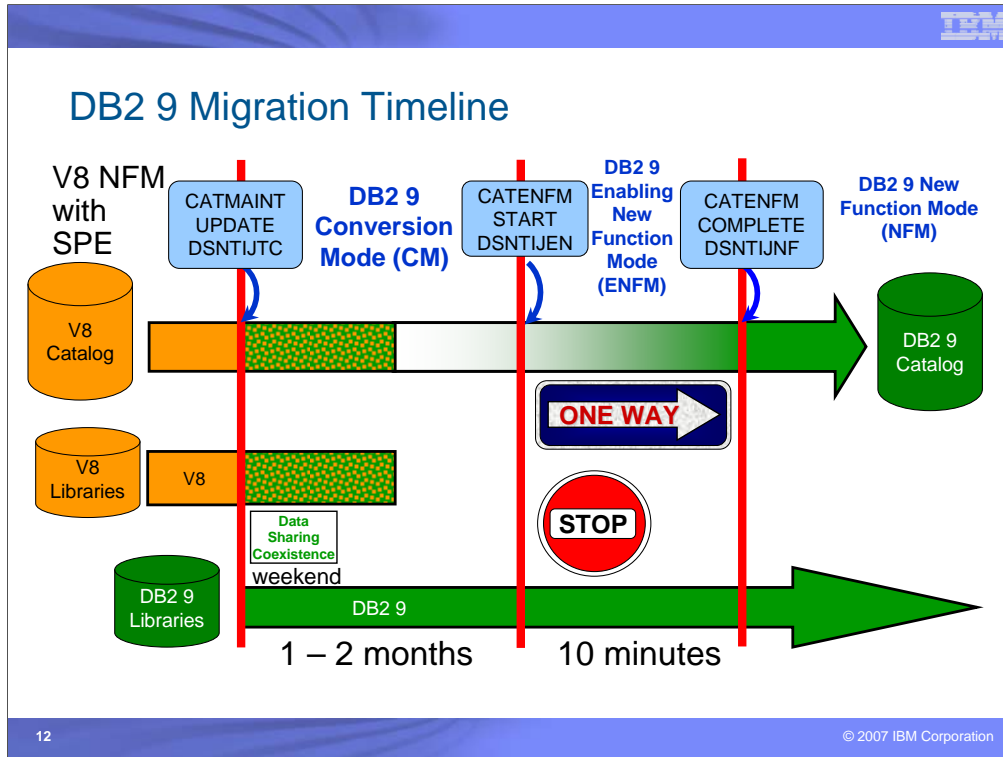 IBM
DB2 9 Migration Timeline
V8 NFM
with
SPE
CATMAINT
UPDATE
DSNTIJTC
DB2 9
Conversion
Mode (CM)
CATENFM
START
DSNTIJEN
DB2 9
Enabling
New
Function
Mode
(ENFM)
CATENFM
COMPLETE
DSNTIJNF
DB2 9 New
Function Mode
(NFM)
V8
Catalog
DB2 9
Catalog
ONE WAY
V8
Libraries
V8
STOP
Data
Sharing
Coexistence
weekend
DB2 9
Libraries
DB2 9
1 – 2 months
10 minutes
12
© 2007 IBM Corporation